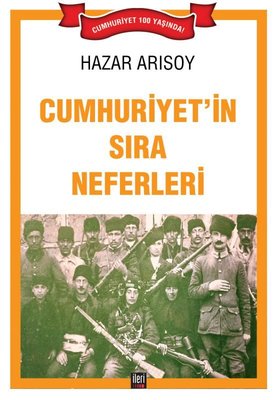 CUMHURİYET 100 YAŞINDA!
HAZAR ARISOY
CUMHURİYET'İN
SIRA
NEFERLERİ
ileri